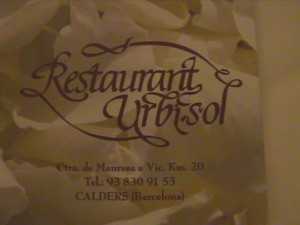 Restaurant
Urbisol
Ctra. de Manresa a Vic, Km. 20
Tel.: 93 830 91 53
CALDERS (Barcelona)